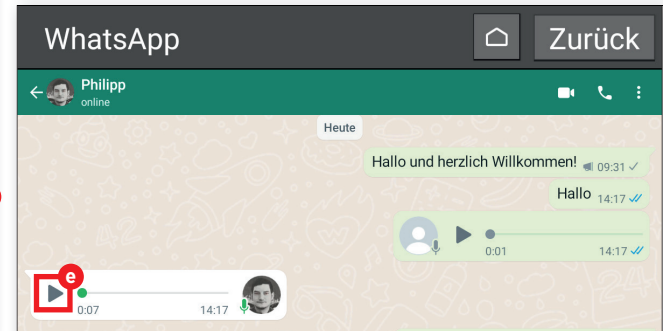 WhatsApp
Zurück
Philipp
online
Heute
Hallo und herzlich Willkommen! 09:31
Hallo 14:17
0:01 14:17
e
0:07 14:17